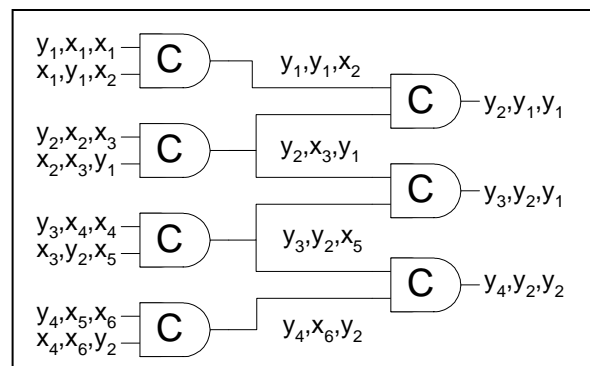 y₁,x₁,x₁
x₁,y₁,x₂
C
y₁,y₁,x₂
C
y₂,y₁,y₁
y₂,x₂,x₃
x₂,x₃,y₁
C
y₂,x₃,y₁
C
y₃,y₂,y₁
y₃,x₄,x₄
x₃,y₂,x₅
C
y₃,y₂,x₅
C
y₄,y₂,y₂
y₄,x₅,x₆
x₄,x₆,y₂
C
y₄,x₆,y₂